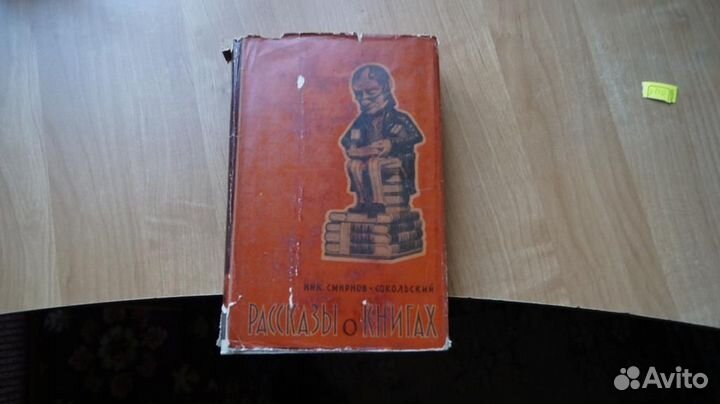 НИК. СМИРНОВ-СОКОЛЬСКИЙ
РАССКАЗЫ О КНИГАХ
Avito